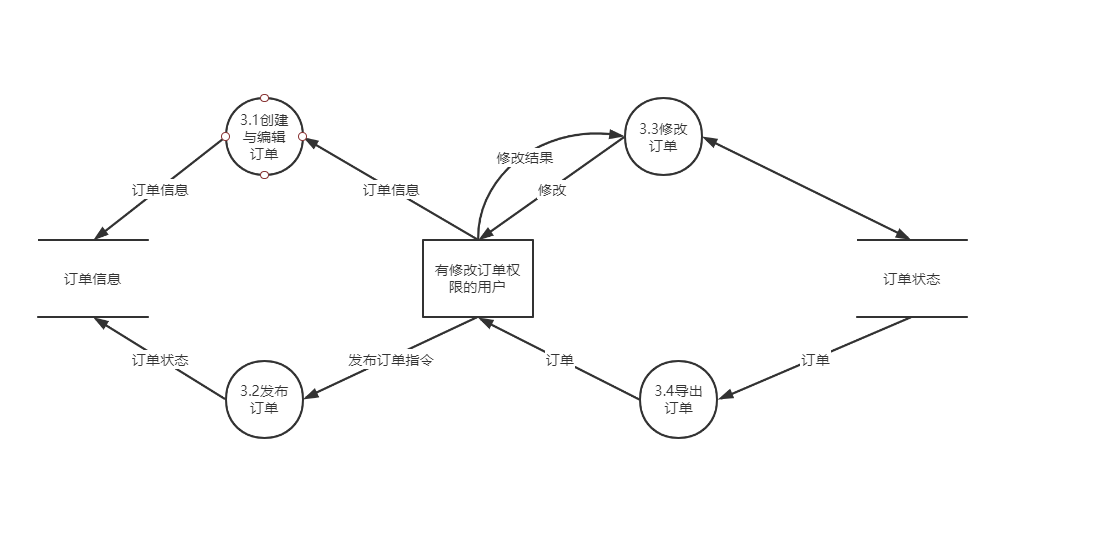 3.1创建
与编辑
订单
3.3修改
订单
修改结果
订单信息
订单信息
修改
订单信息
有修改订单权
限的用户
订单状态
订单状态
发布订单指令
订单
订单
3.2发布
订单
3.4导出
订单